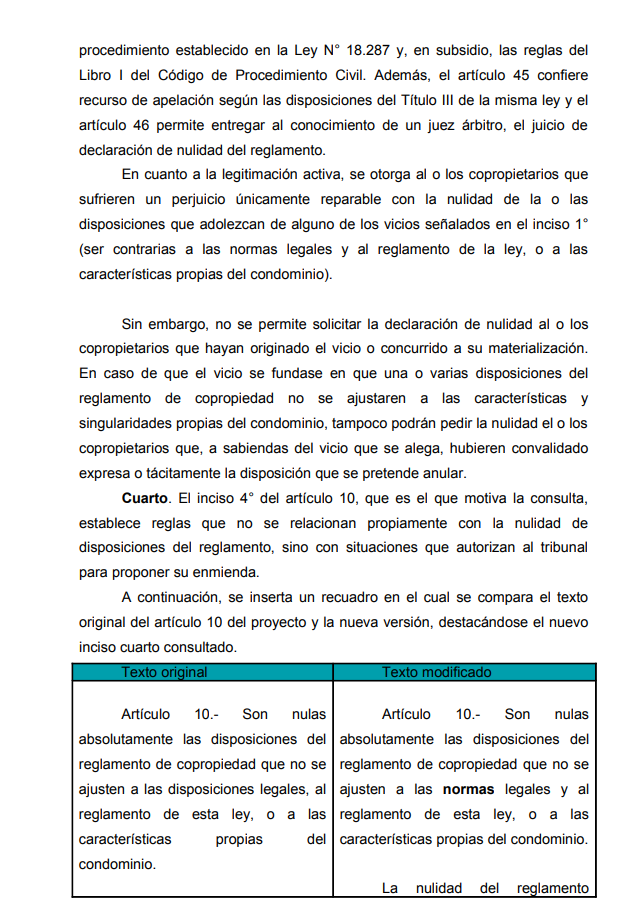 procedimiento establecido en la Ley N° 18.287 y, en subsidio, las reglas del
Libro I del Código de Procedimiento Civil. Además, el artículo 45 confiere
recurso de apelación según las disposiciones del Título III de la misma ley y el
artículo 46 permite entregar al conocimiento de un juez árbitro, el juicio de
declaración de nulidad del reglamento.
En cuanto a la legitimación activa, se otorga al o los copropietarios que
sufrieren un perjuicio únicamente reparable con la nulidad de la o las
disposiciones que adolezcan de alguno de los vicios señalados en el inciso 1°
(ser contrarias a las normas legales y al reglamento de la ley, o a las
características propias del condominio).
Sin embargo, no se permite solicitar la declaración de nulidad al o los
copropietarios que hayan originado el vicio o concurrido a su materialización.
En caso de que el vicio se fundase en que una o varias disposiciones del
reglamento de copropiedad no se ajustaren a las características y
singularidades propias del condominio, tampoco podrán pedir la nulidad el o los
copropietarios que, a sabiendas del vicio que se alega, hubieren convalidado
expresa o tácitamente la disposición que se pretende anular.
Cuarto. El inciso 4° del artículo 10, que es el que motiva la consulta,
establece reglas que no se relacionan propiamente con la nulidad de
disposiciones del reglamento, sino con situaciones que autorizan al tribunal
para proponer su enmienda.
A continuación, se inserta un recuadro en el cual se compara el texto
original del artículo 10 del proyecto y la nueva versión, destacándose el nuevo
inciso cuarto consultado.
Texto original
Artículo 10.- Son nulas
absolutamente las disposiciones del
reglamento de copropiedad que no se
ajusten a las disposiciones legales, al
reglamento de esta ley, o a las
características propias del
condominio.
Texto modificado
Artículo 10.- Son nulas
absolutamente las disposiciones del
reglamento de copropiedad que no se
ajusten a las normas legales y al
reglamento de esta ley, o a las
características propias del condominio.
La nulidad del reglamento